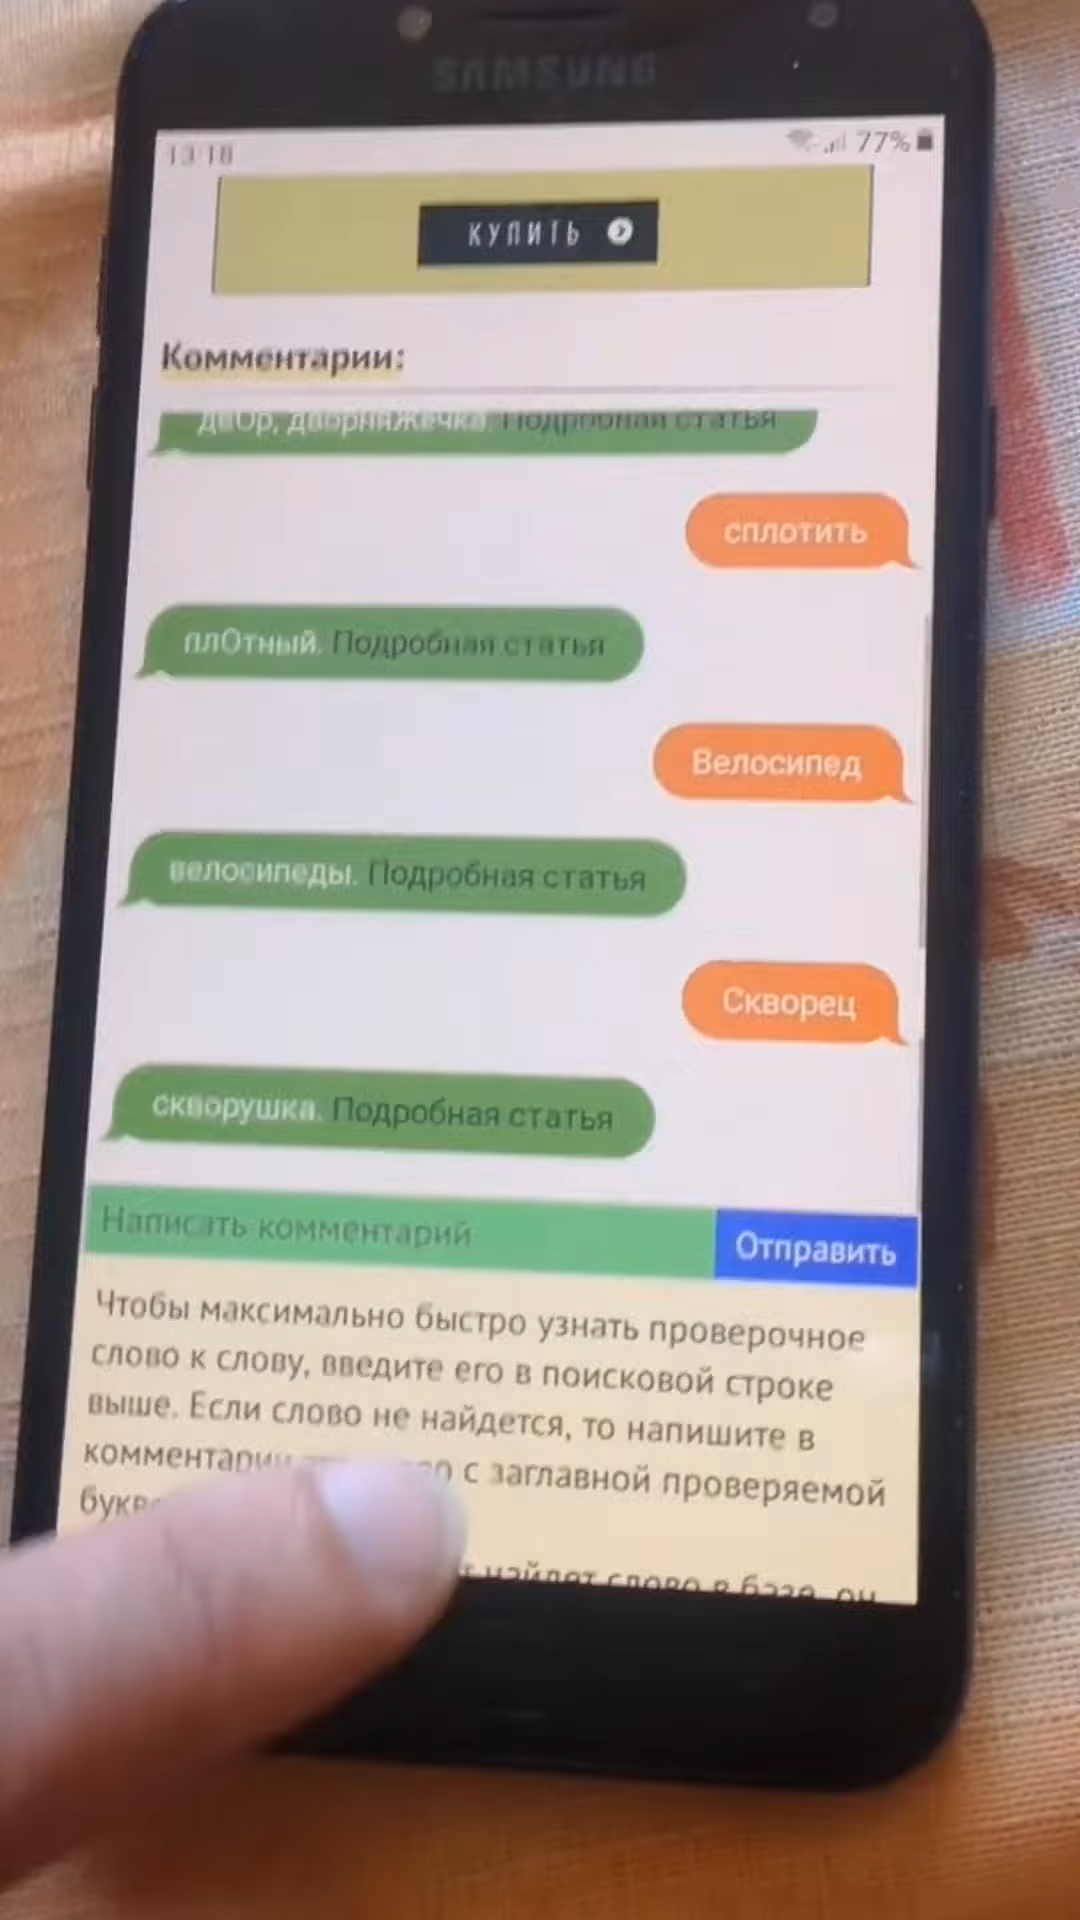 SAMSUNG
13:18
77%
КУПИТЬ
Комментарии:
двОр, дворняжечка. Подробная статья
сплотить
плОтный. Подробная статья
Велосипед
велосипеды. Подробная статья
Скворец
скворушка. Подробная статья
Написать комментарий
Отправить
Чтобы максимально быстро узнать проверочное
слово к слову, введите его в поисковой строке
выше. Если слово не найдется, то напишите в
с заглавной проверяемой
найдет слово в базе, он